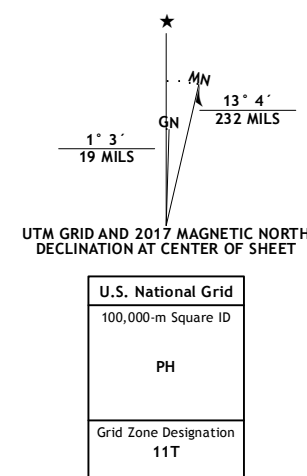 ★
MN
GN
1° 3´
19 MILS
13° 4´
232 MILS
UTM GRID AND 2017 MAGNETIC NORTH
DECLINATION AT CENTER OF SHEET
U.S. National Grid
100,000-m Square ID
PH
Grid Zone Designation
11T